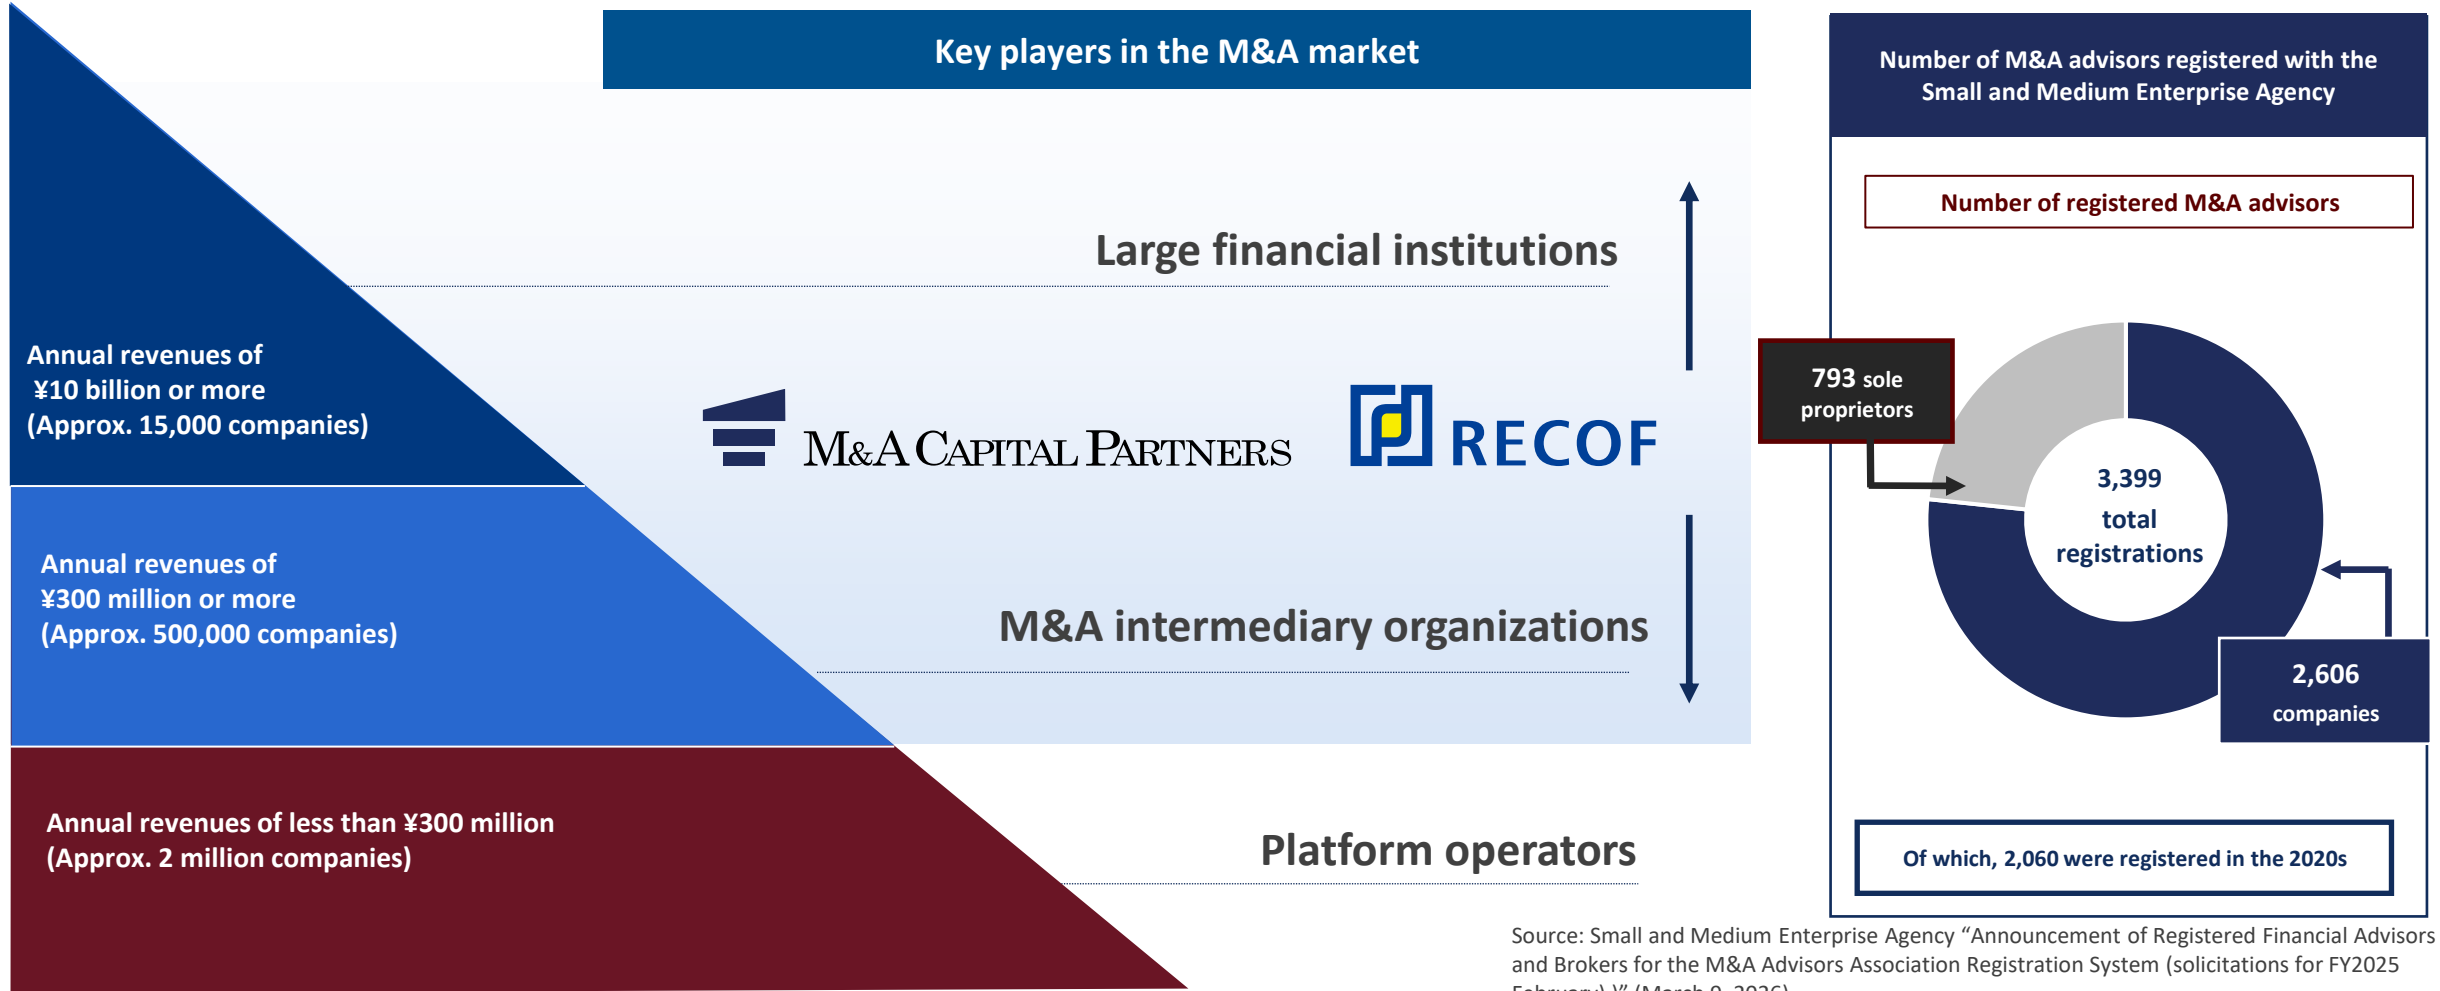 Key players in the M&A market
Large financial institutions
Annual revenues of
¥10 billion or more
(Approx. 15,000 companies)
M&A CAPITAL PARTNERS
RECOF
Annual revenues of
¥300 million or more
(Approx. 500,000 companies)
M&A intermediary organizations
Annual revenues of less than ¥300 million
(Approx. 2 million companies)
Platform operators
Number of M&A advisors registered with the
Small and Medium Enterprise Agency
Number of registered M&A advisors
793 sole
proprietors
3,399
total
registrations
2,606
companies
Of which, 2,060 were registered in the 2020s
Source: Small and Medium Enterprise Agency “Announcement of Registered Financial Advisors
and Brokers for the M&A Advisors Association Registration System (solicitations for FY2025
February) )” (March 9, 2026)